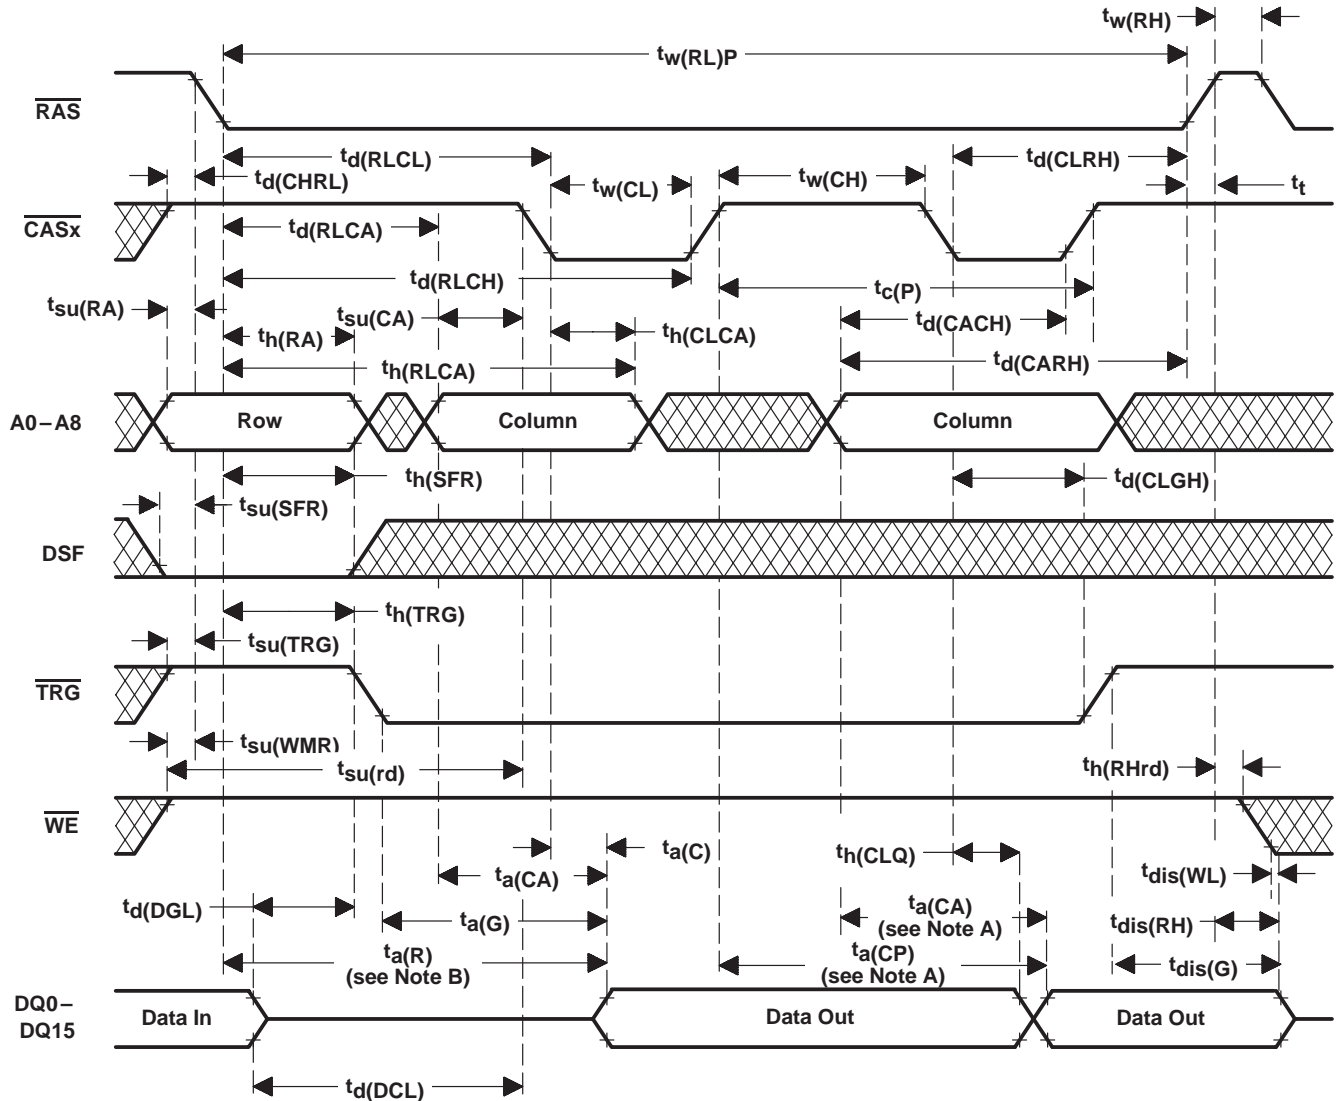 tw(RH)
tw(RL)P
RAS
td(RLCL)
td(CLRH)
td(CHRL)
tw(CL)
tw(CH)
tt
CASx
td(RLCA)
td(RLCH)
tc(P)
tsu(RA)
tsu(CA)
td(CACH)
th(RA)
th(CLCA)
th(RLCA)
td(CARH)
A0–A8
Row
Column
Column
th(SFR)
td(CLGH)
tsu(SFR)
DSF
th(TRG)
tsu(TRG)
TRG
tsu(WMR)
tsu(rd)
th(RHrd)
WE
ta(C)
th(CLQ)
ta(CA)
tdis(WL)
td(DGL)
ta(G)
ta(CA)
(see Note A)
tdis(RH)
ta(R)
(see Note B)
ta(CP)
(see Note A)
tdis(G)
DQ0–
DQ15
Data In
Data Out
Data Out
td(DCL)